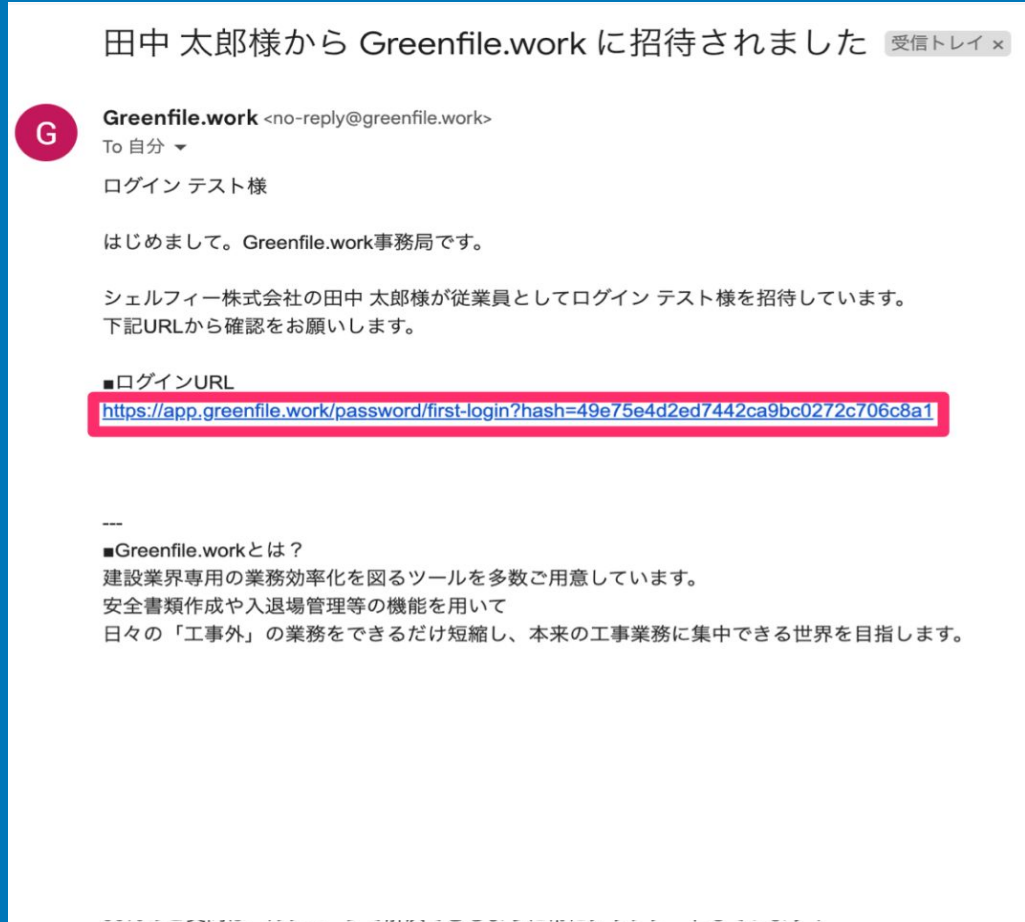 田中 太郎様から Greenfile.work に招待されました 受信トレイ ×
G
Greenfile.work <no-reply@greenfile.work>
To 自分
ログイン テスト様
はじめまして。Greenfile.work事務局です。
シェルフィー株式会社の田中 太郎様が従業員としてログイン テスト様を招待しています。
下記URLから確認をお願いします。
■ログインURL
https://app.greenfile.work/password/first-login?hash=49e75e4d2ed7442ca9bc0272c706c8a1
---
■Greenfile.workとは？
建設業界専用の業務効率化を図るツールを多数ご用意しています。
安全書類作成や入退場管理等の機能を用いて
日々の「工事外」の業務をできるだけ短縮し、本来の工事業務に集中できる世界を目指します。